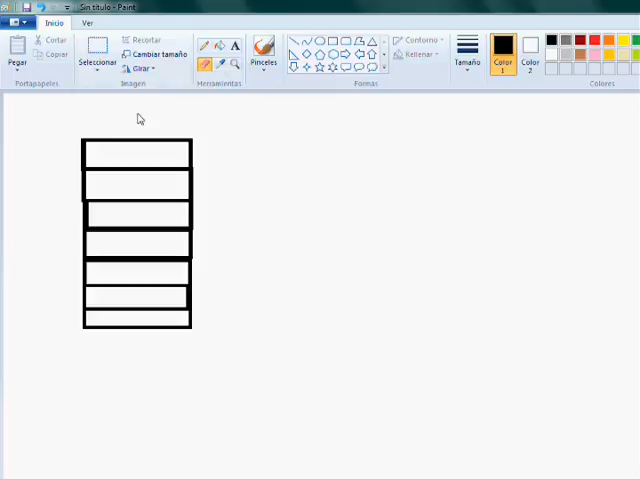 Sin título - Paint
Inicio Ver
Pegar
Cortar
Copiar
Portapapeles
Seleccionar
Recortar
Cambiar tamaño
Girar
Imagen
A
Herramientas
Pinceles
Contorno
Rellenar
Formas
Tamaño
Color
1
Color
2
Colores